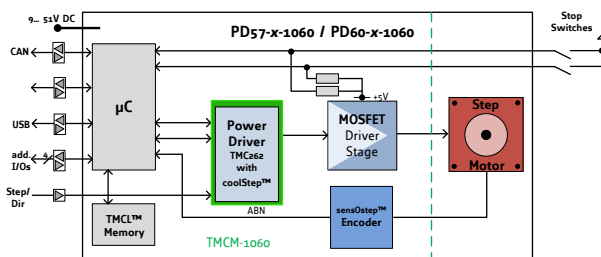 9... 51V DC
PD57-x-1060 / PD60-x-1060
Stop
Switches
CAN
USB
add.
I/Os
4
Step/
Dir
µC
TMCL™
Memory
+5V
Power
Driver
TMC262
with
coolStep™
MOSFET
Driver
Stage
Step
Motor
ABN
sensOstep™
Encoder
TMCM-1060